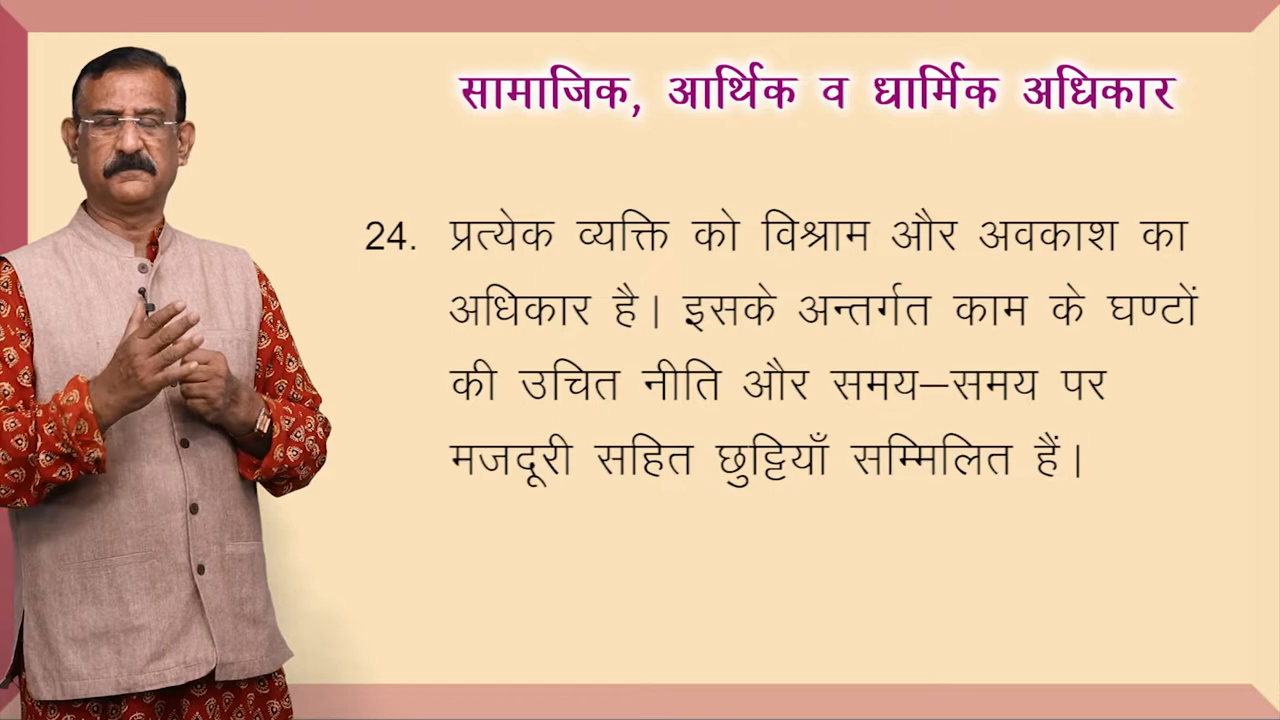 सामाजिक, आर्थिक व धार्मिक अधिकार
24. प्रत्येक व्यक्ति को विश्राम और अवकाश का
अधिकार है। इसके अन्तर्गत काम के घण्टों
की उचित नीति और समय–समय पर
मजदूरी सहित छुट्टियाँ सम्मिलित हैं।